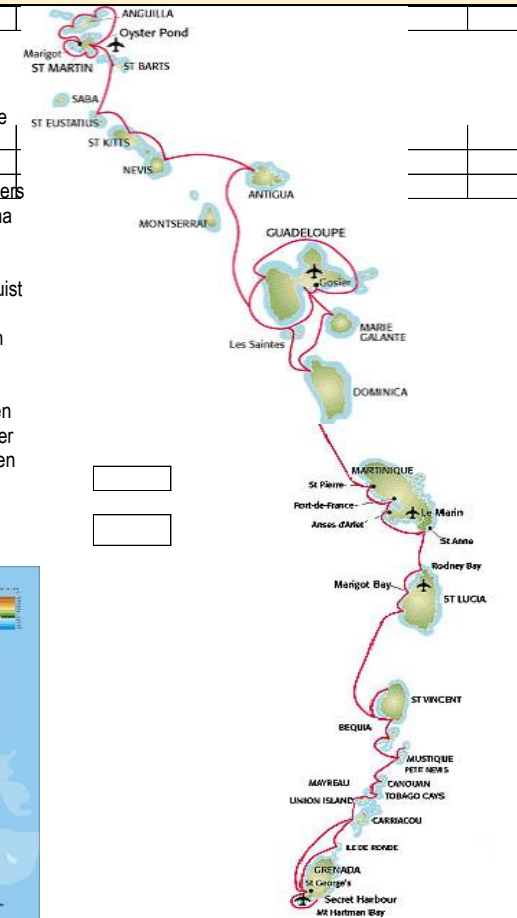 ANGUILLA
Oyster Pond
Marigot
ST MARTIN
ST BARTS
SABA
ST EUSTATIUS
ST KITTS
NEVIS
ANTIGUA
MONTSERRAT
GUADELOUPE
Gosier
MARIE
GALANTE
Les Saintes
DOMINICA
MARTINIQUE
St Pierre
Fort-de-France
Le Marin
Anses d'Arlet
St Anne
Rodney Bay
Marigot Bay
ST LUCIA
ST VINCENT
BEQUIA
MUSTIQUE
PETIT NEVIS
MAYREAU
CANOUAN
TOBAGO CAYS
UNION ISLAND
CARRIACOU
ILE DE RONDE
GRENADA
St George's
Secret Harbour
Mt Hartman Bay